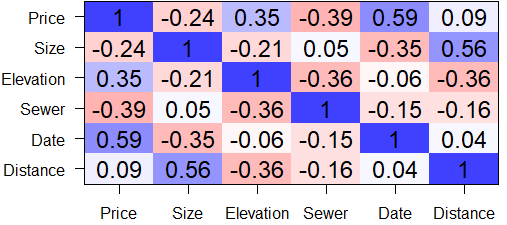 Price 1 -0.24 0.35 -0.39 0.59 0.09
Size -0.24 1 -0.21 0.05 -0.35 0.56
Elevation 0.35 -0.21 1 -0.36 -0.06 -0.36
Sewer -0.39 0.05 -0.36 1 -0.15 -0.16
Date 0.59 -0.35 -0.06 -0.15 1 0.04
Distance 0.09 0.56 -0.36 -0.16 0.04 1
Price Size Elevation Sewer Date Distance